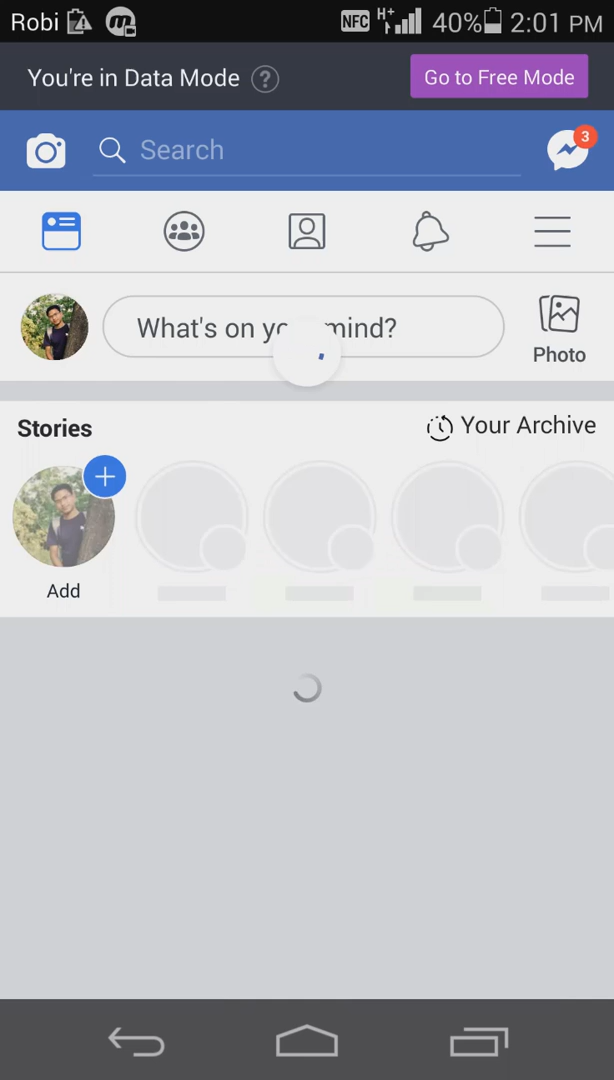 Robi NFC H+ 40% 2:01 PM
You're in Data Mode ? Go to Free Mode
Search 3
What's on mind?
Photo
Stories Your Archive
Add